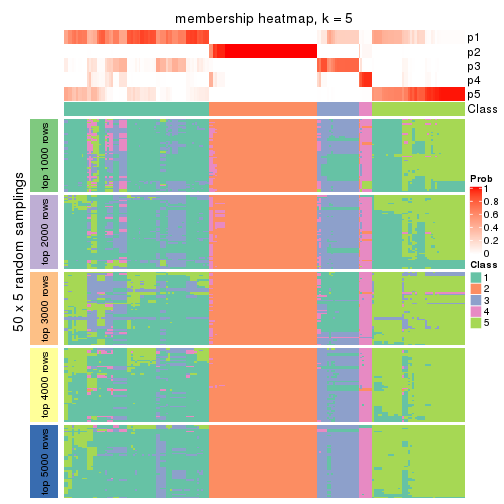 membership heatmap, k = 5
p1
p2
p3
p4
p5
Class
50 x 5 random samplings
top 1000 rows
top 2000 rows
top 3000 rows
top 4000 rows
top 5000 rows
Prob
1
0.8
0.6
0.4
0.2
0
Class
1
2
3
4
5